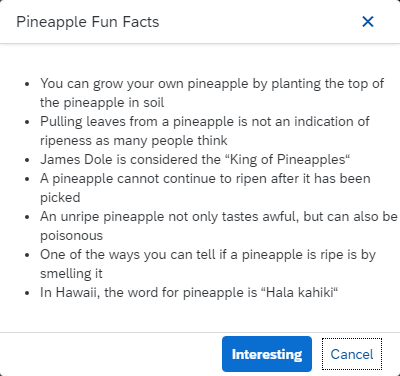 Pineapple Fun Facts
• You can grow your own pineapple by planting the top of
the pineapple in soil
• Pulling leaves from a pineapple is not an indication of
ripeness as many people think
• James Dole is considered the “King of Pineapples“
• A pineapple cannot continue to ripen after it has been
picked
• An unripe pineapple not only tastes awful, but can also be
poisonous
• One of the ways you can tell if a pineapple is ripe is by
smelling it
• In Hawaii, the word for pineapple is “Hala kahiki“
Interesting Cancel